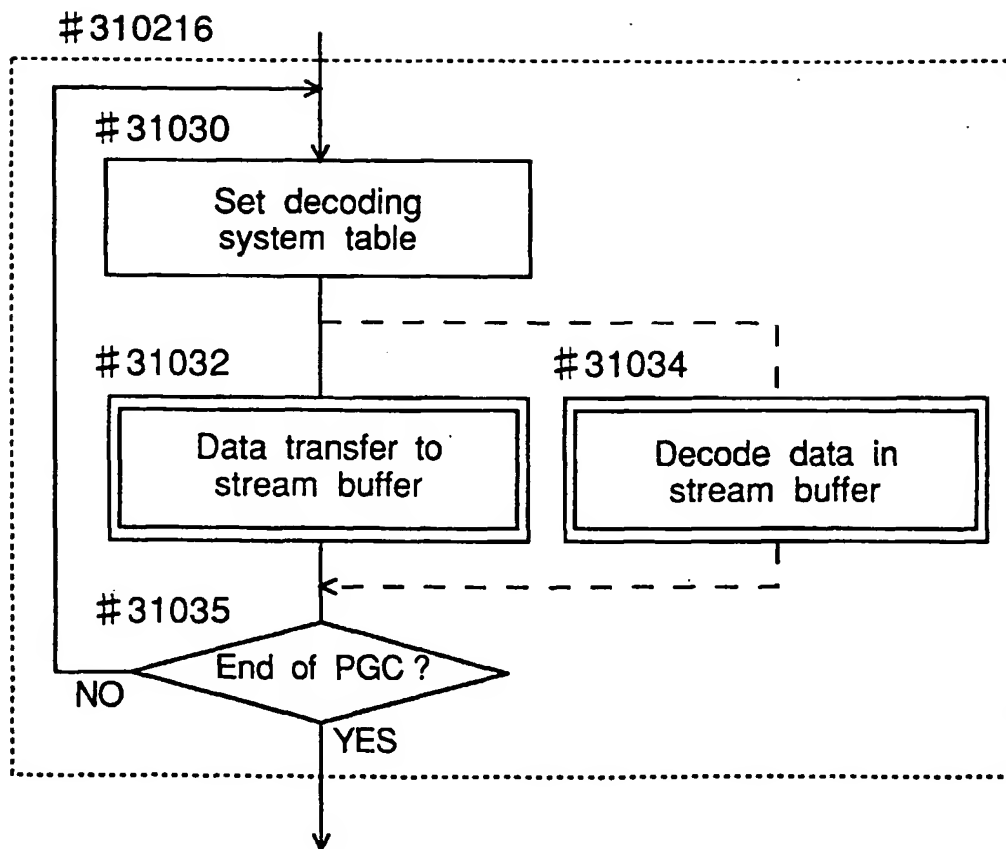 #310216
#31030
Set decoding
system table
#31032
#31034
Data transfer to
stream buffer
Decode data in
stream buffer
#31035
End of PGC?
NO
YES